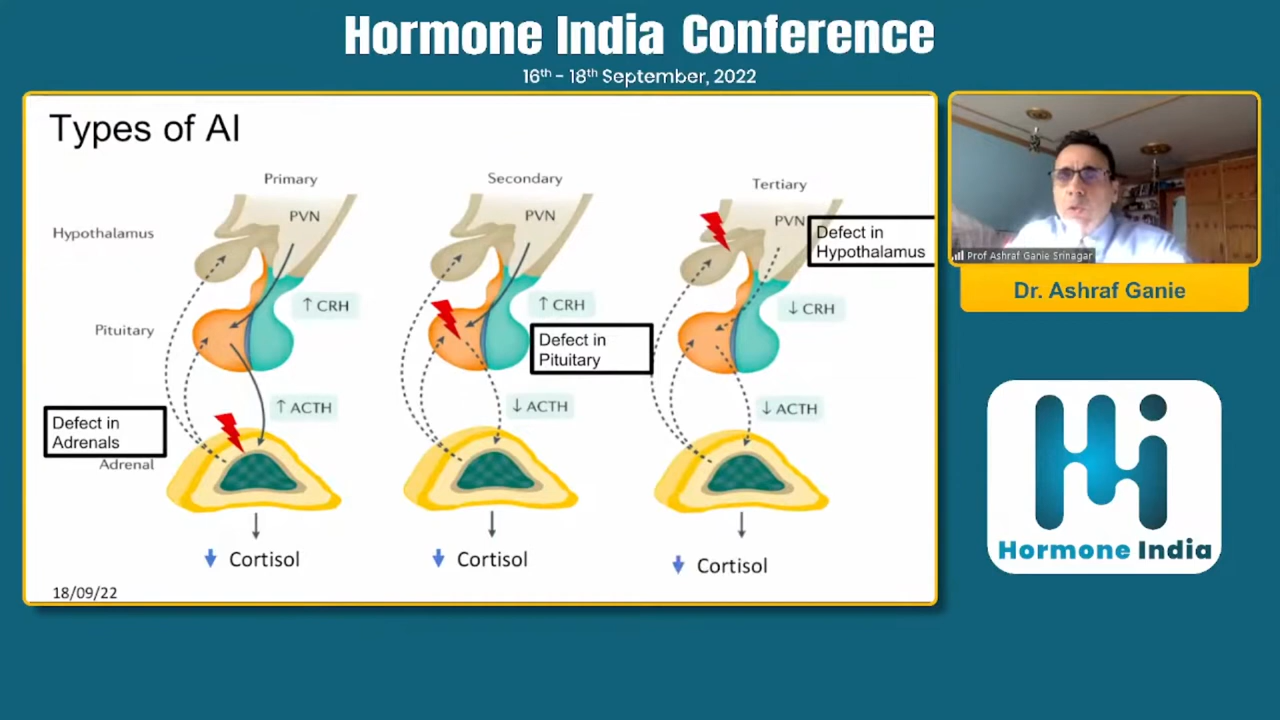 Hormone India Conference
16th - 18th September, 2022
Types of AI
Primary
Secondary
Tertiary
Hypothalamus
PVN
PVN
PVN
Defect in
Hypothalamus
↑ CRH
↑ CRH
↓ CRH
Pituitary
Defect in
Pituitary
Defect in
Adrenals
↑ ACTH
↓ ACTH
↓ ACTH
Adrenal
Cortisol
Cortisol
Cortisol
18/09/22
Prof Ashraf Ganie Srinagar
Dr. Ashraf Ganie
Hi
Hormone India